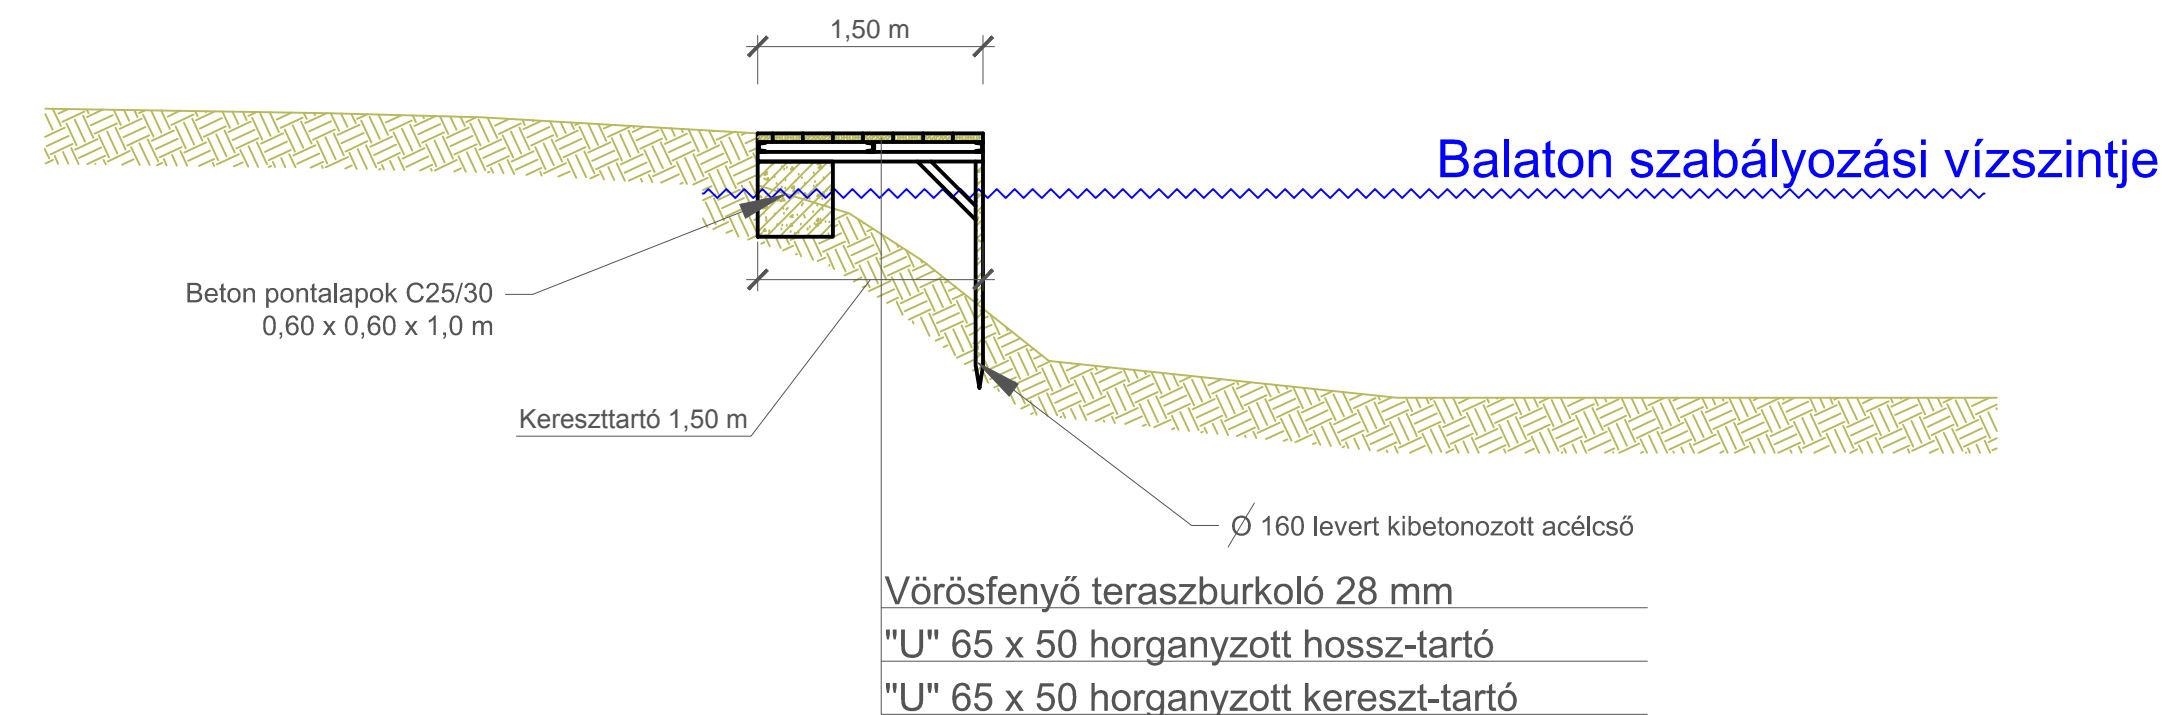 1,50 m
Balaton szabályozási vízszintje
Beton pontalapok C25/30
0,60 x 0,60 x 1,0 m
Kereszttartó 1,50 m
Ø 160 levert kibetonozott acélcső
Vörösfenyő teraszburkoló 28 mm
"U" 65 x 50 horganyzott hossz-tartó
"U" 65 x 50 horganyzott kereszt-tartó